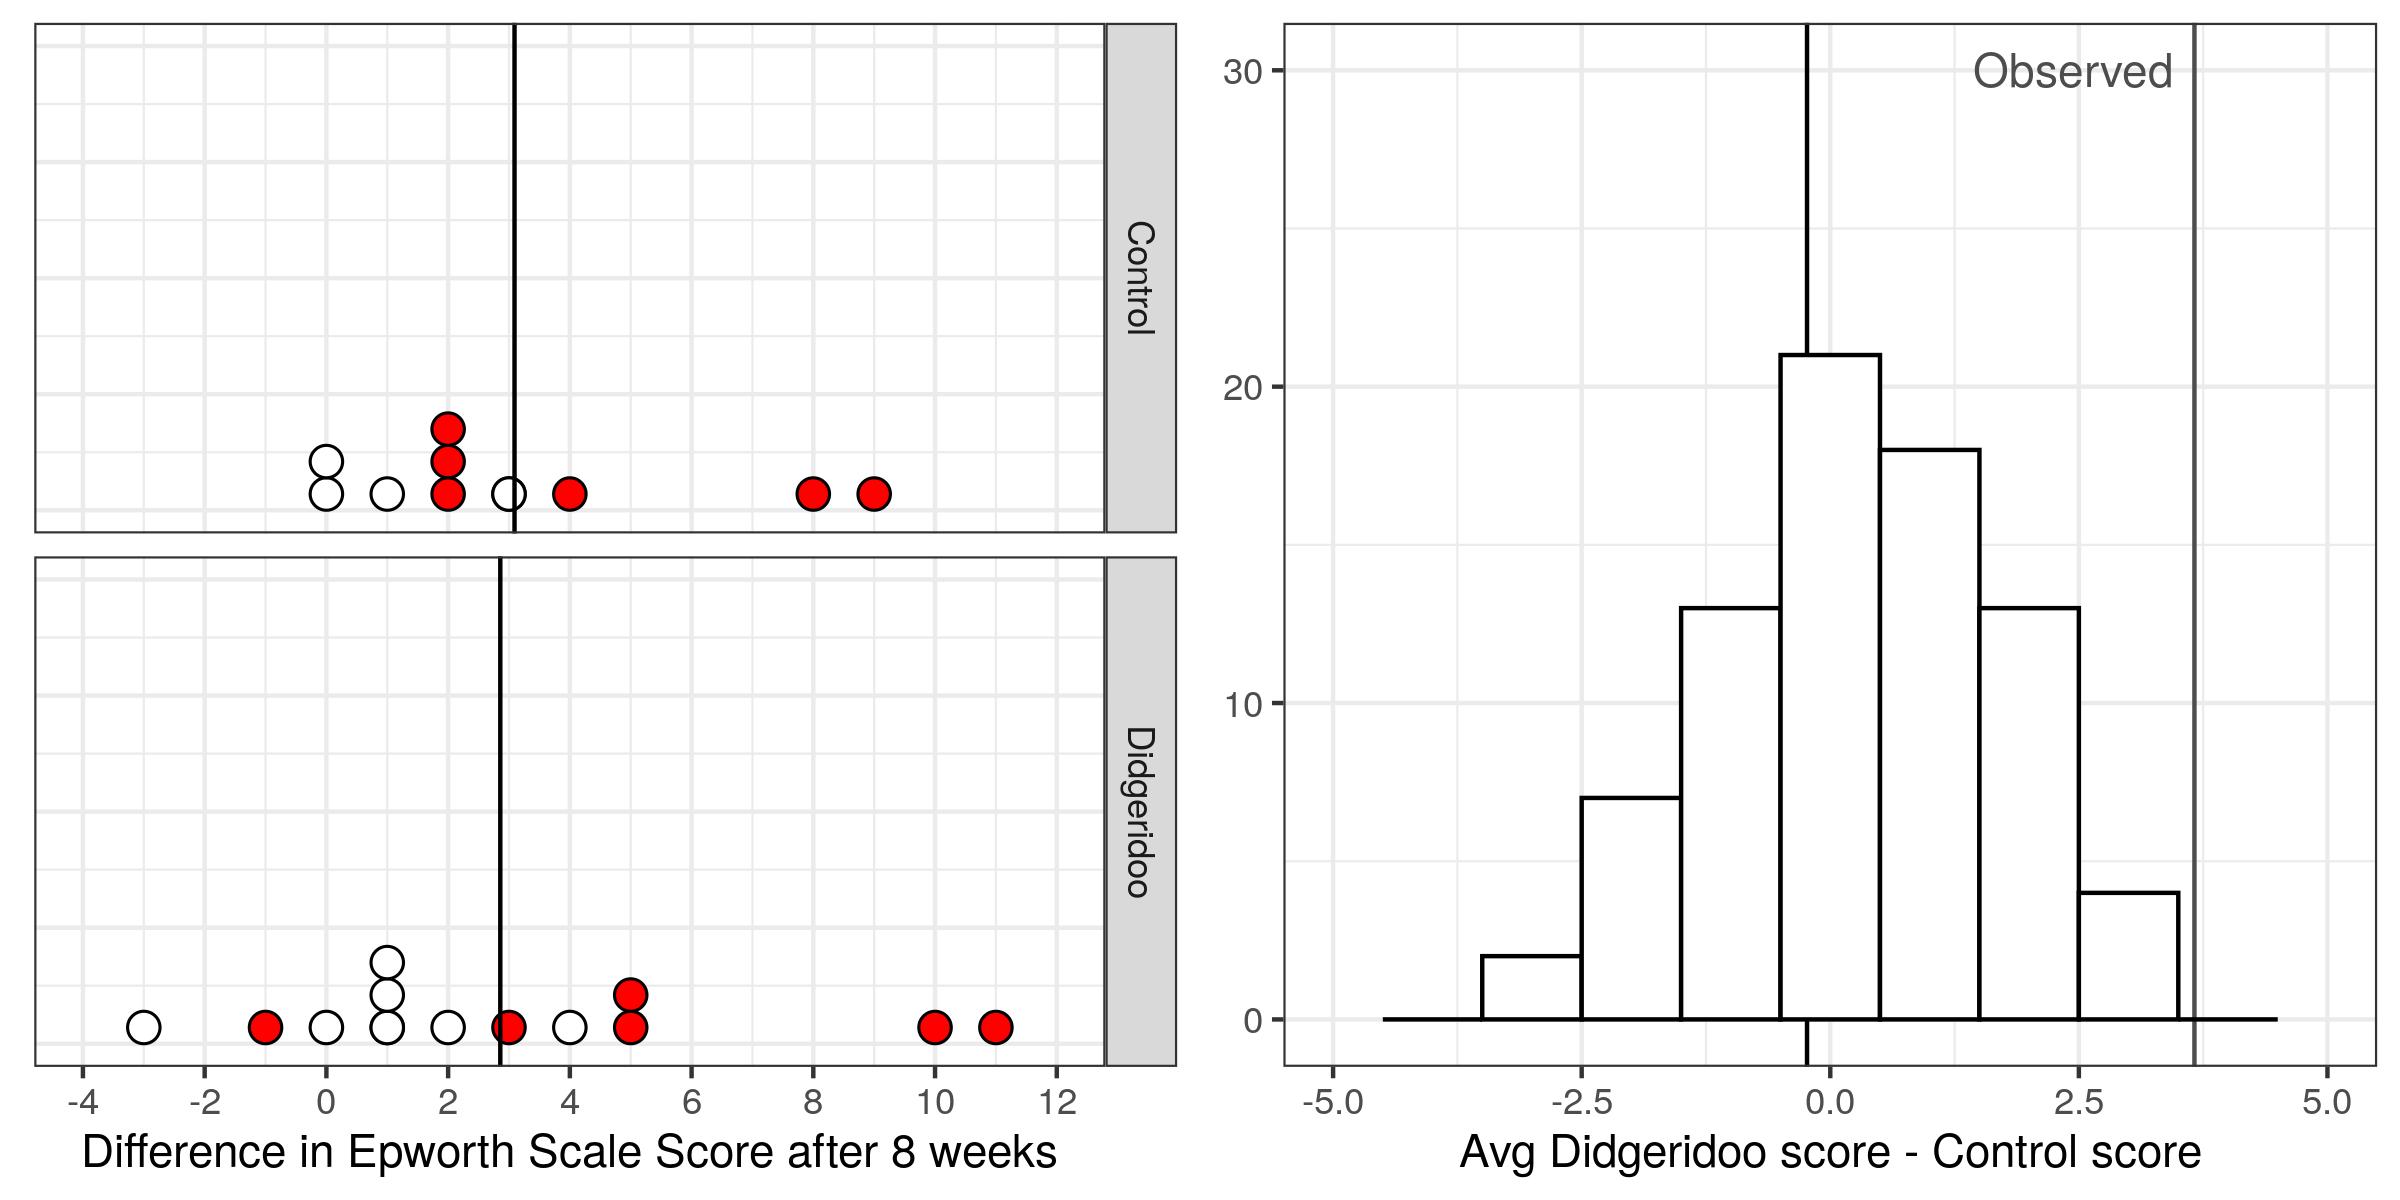 Control
Didgeridoo
-4 -2 0 2 4 6 8 10 12
Difference in Epworth Scale Score after 8 weeks
Observed
30
20
10
0
-5.0 -2.5 0.0 2.5 5.0
Avg Didgeridoo score - Control score